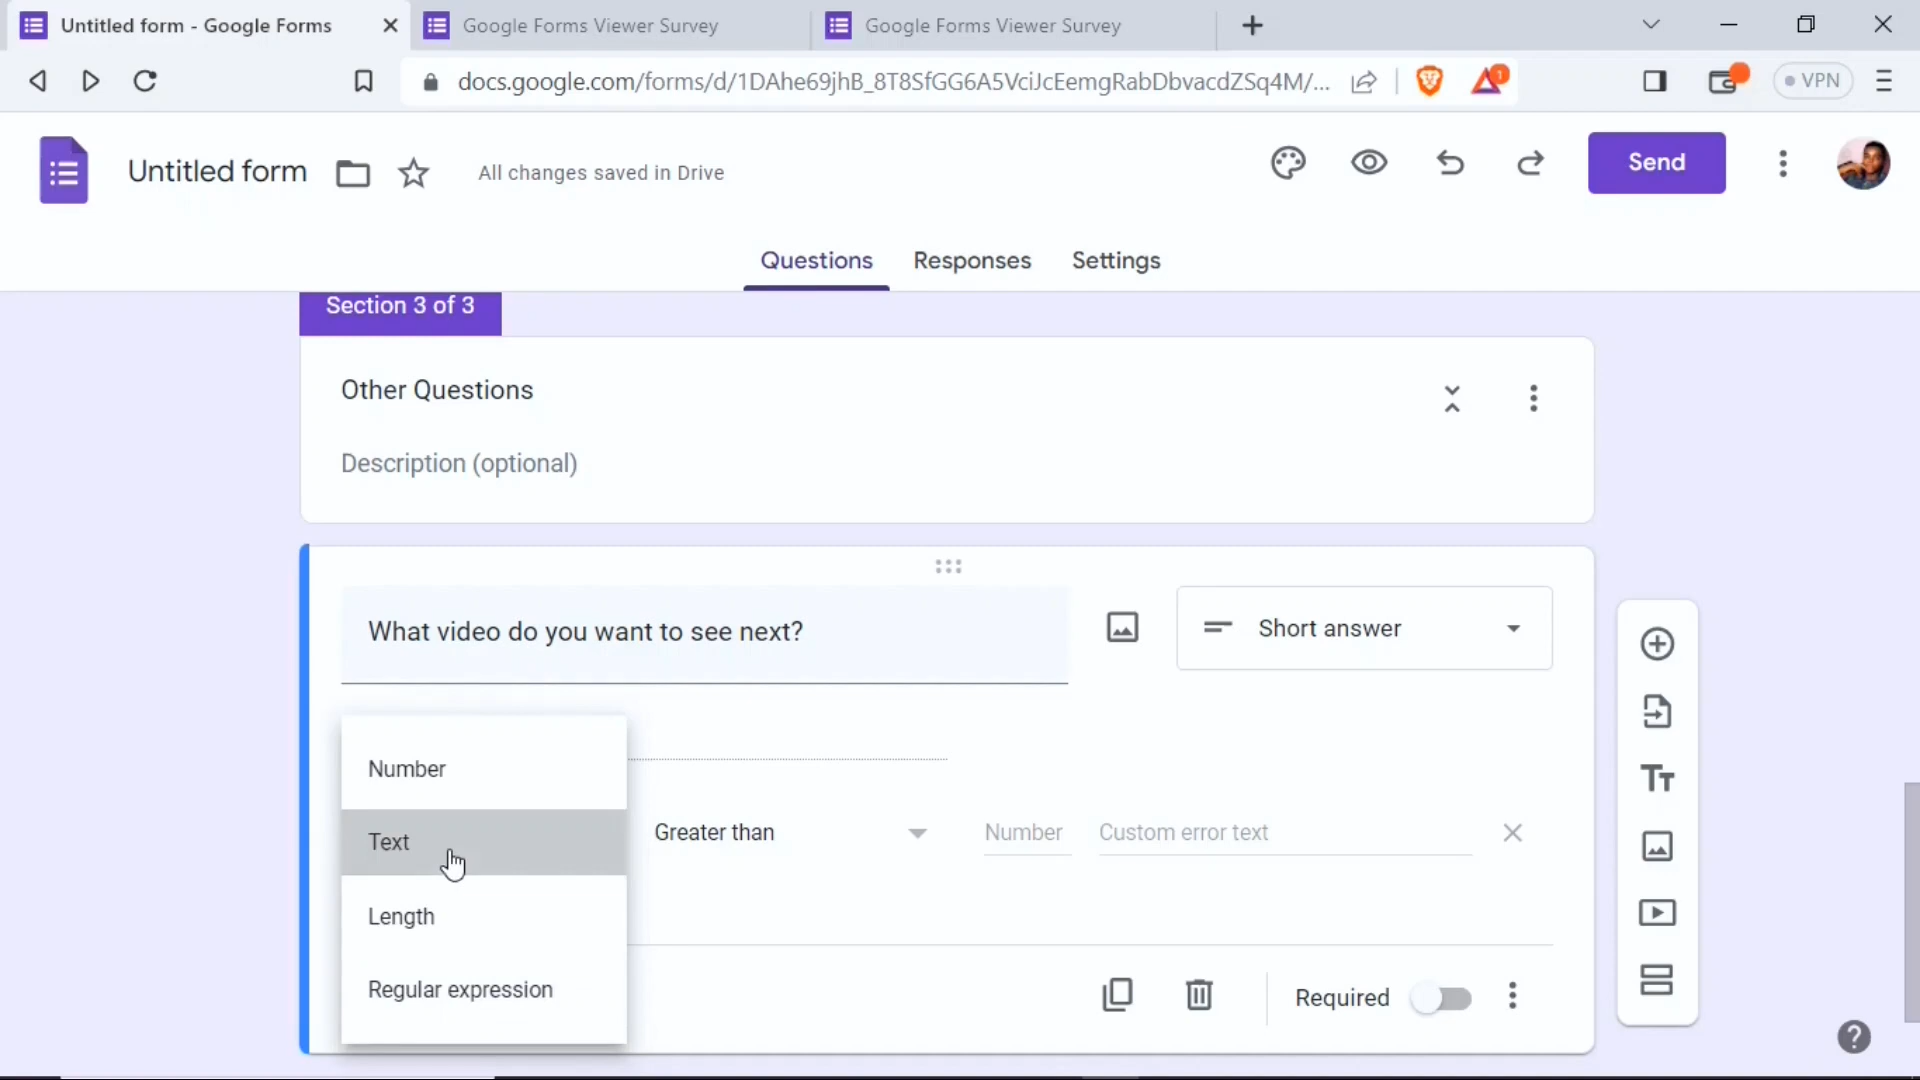 Untitled form - Google Forms
Google Forms Viewer Survey
Google Forms Viewer Survey
docs.google.com/forms/d/1DAhe69jhB_8T8SfGG6A5VciJcEemgRabDbvacdZSq4M/...
1
VPN
Untitled form
All changes saved in Drive
Send
Questions
Responses
Settings
Section 3 of 3
Other Questions
Description (optional)
What video do you want to see next?
Short answer
Number
Text
Length
Regular expression
Greater than
Number
Custom error text
Required